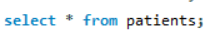 select * from patients;